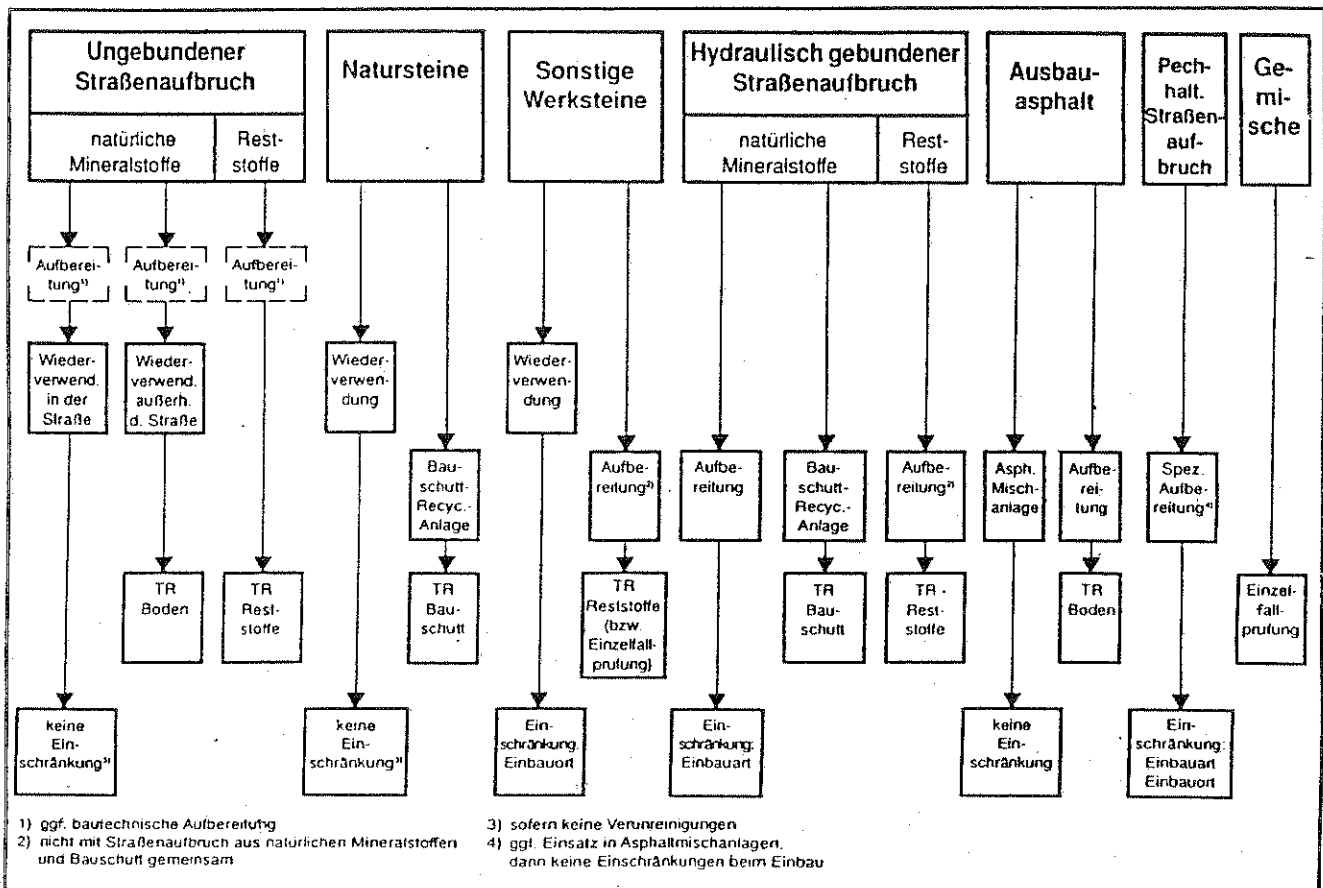 Ungebundener
Straßenaufbruch
natürliche
Mineralstoffe
Rest-
stoffe
Natursteine
Sonstige
Werksteine
Hydraulisch gebundener
Straßenaufbruch
natürliche
Mineralstoffe
Rest-
stoffe
Ausbau-
asphalt
Pech-
halt.
Straßen-
auf-
bruch
Ge-
mi-
sche
Aufberei-
tung¹⁾
Aufberei-
tung¹⁾
Aufberei-
tung¹⁾
Wieder-
verwend.
in der
Straße
Wieder-
verwend.
außerh.
d. Straße
Wieder-
verwen-
dung
Wieder-
verwen-
dung
Bau-
schutt-
Recyc.-
Anlage
Aufbe-
reitung²⁾
Aufbe-
reitung
Bau-
schutt-
Recyc.-
Anlage
Aufbe-
reitung²⁾
Asph.
Misch-
anlage
Aufbe-
rei-
tung
Spez.
Aufbe-
reitung⁴⁾
TR
Boden
TR
Rest-
stoffe
TR
Bau-
schutt
TR
Reststoffe
(bzw.
Einzelfall-
prüfung)
TR
Bau-
schutt
TR -
Rest-
stoffe
TR
Boden
Einzel-
fall-
prüfung
keine
Ein-
schränkung³⁾
keine
Ein-
schränkung³⁾
Ein-
schränkung:
Einbauort
Ein-
schränkung:
Einbauart
keine
Ein-
schränkung
Ein-
schränkung:
Einbauart
Einbauort
1) ggf. bautechnische Aufbereitung
2) nicht mit Straßenaufbruch aus natürlichen Mineralstoffen
und Bauschutt gemeinsam
3) sofern keine Verunreinigungen
4) ggf. Einsatz in Asphaltmischanlagen,
dann keine Einschränkungen beim Einbau